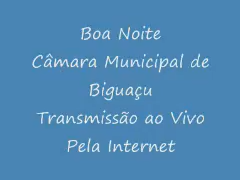 Boa Noite
Câmara Municipal de
Biguaçu
Transmissão ao Vivo
Pela Internet